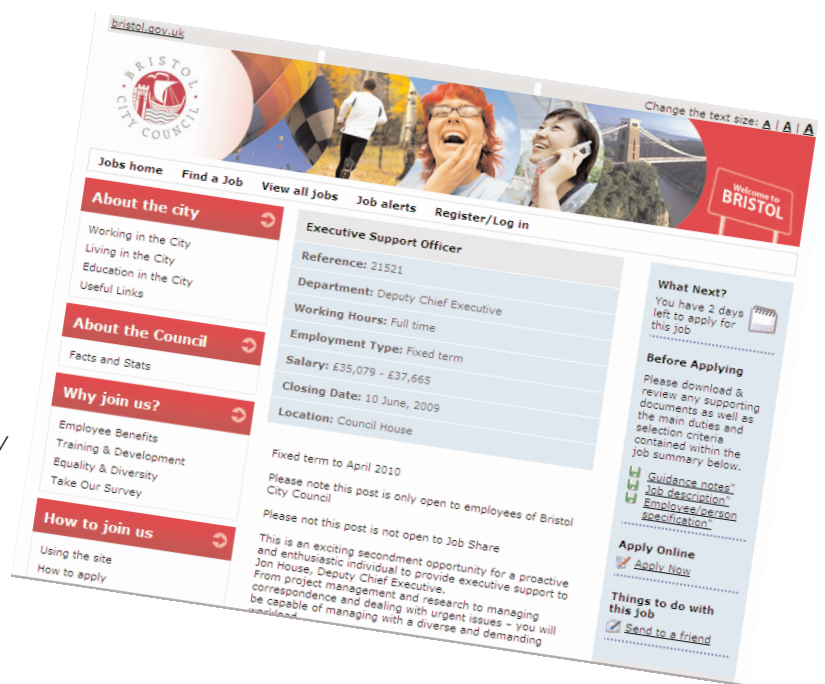 bristol.gov.uk
Change the text size: A | A | A
BRISTOL
CITY COUNCIL
Welcome to
BRISTOL
Jobs home
Find a Job
View all jobs
Job alerts
Register/Log in
About the city
Working in the City
Living in the City
Education in the City
Useful Links
About the Council
Facts and Stats
Why join us?
Employee Benefits
Training & Development
Equality & Diversity
Take Our Survey
How to join us
Using the site
How to apply
Executive Support Officer
Reference: 21521
Department: Deputy Chief Executive
Working Hours: Full time
Employment Type: Fixed term
Salary: £35,079 - £37,665
Closing Date: 10 June, 2009
Location: Council House
Fixed term to April 2010
Please note this post is only open to employees of Bristol
City Council
Please not this post is not open to Job Share
This is an exciting secondment opportunity for a proactive
and enthusiastic individual to provide executive support to
Jon House, Deputy Chief Executive.
From project management and research to managing
correspondence and dealing with urgent issues – you will
be capable of managing with a diverse and demanding
workload
What Next?
You have 2 days
left to apply for
this job
Before Applying
Please download &
review any supporting
documents as well as
the main duties and
selection criteria
contained within the
job summary below.
Guidance notes"
Job description"
Employee/person
specification"
Apply Online
Apply Now
Things to do with
this job
Send to a friend